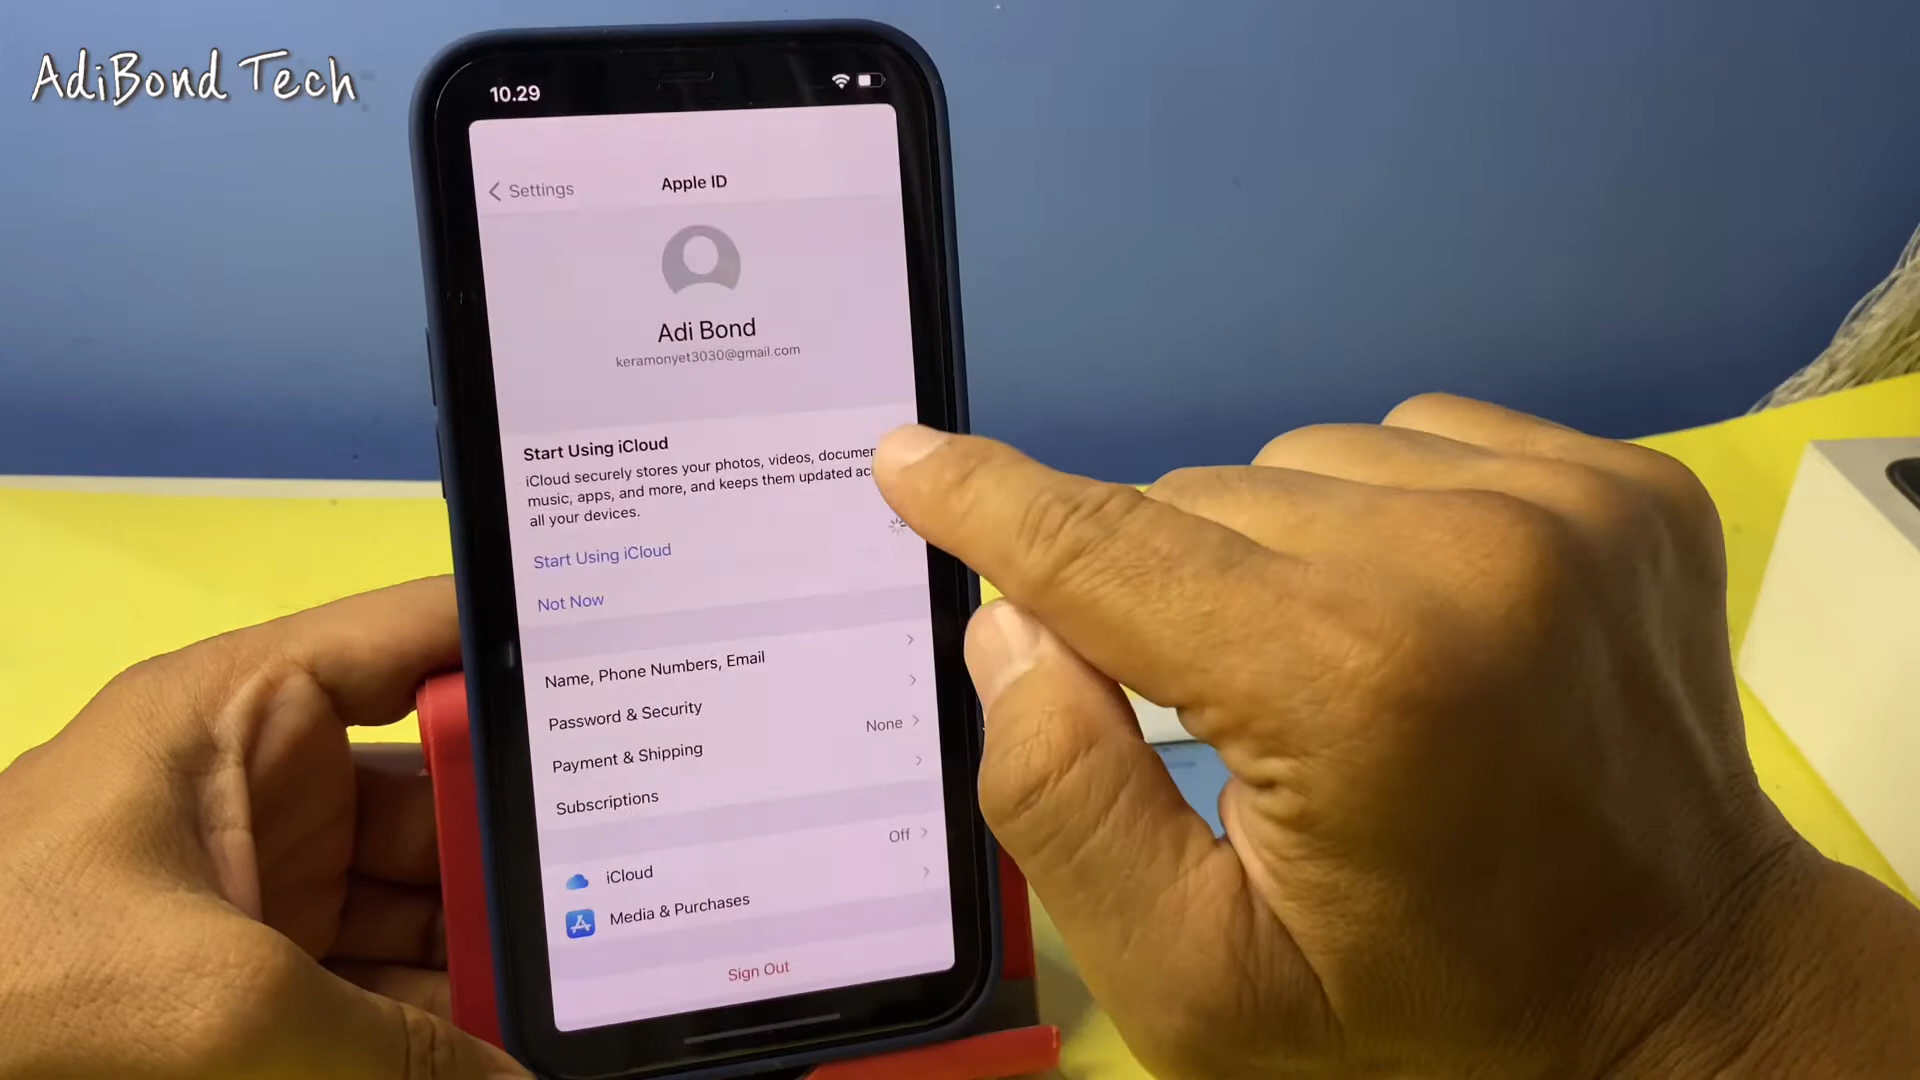 AdiBond Tech
10.29
Settings
Apple ID
Adi Bond
keramonyet3030@gmail.com
Start Using iCloud
iCloud securely stores your photos, videos,
music, apps, and more, and keeps them updated
all your devices.
Start Using iCloud
Not Now
Name, Phone Numbers, Email
Password & Security
Payment & Shipping None
Subscriptions
iCloud Off
Media & Purchases
Sign Out